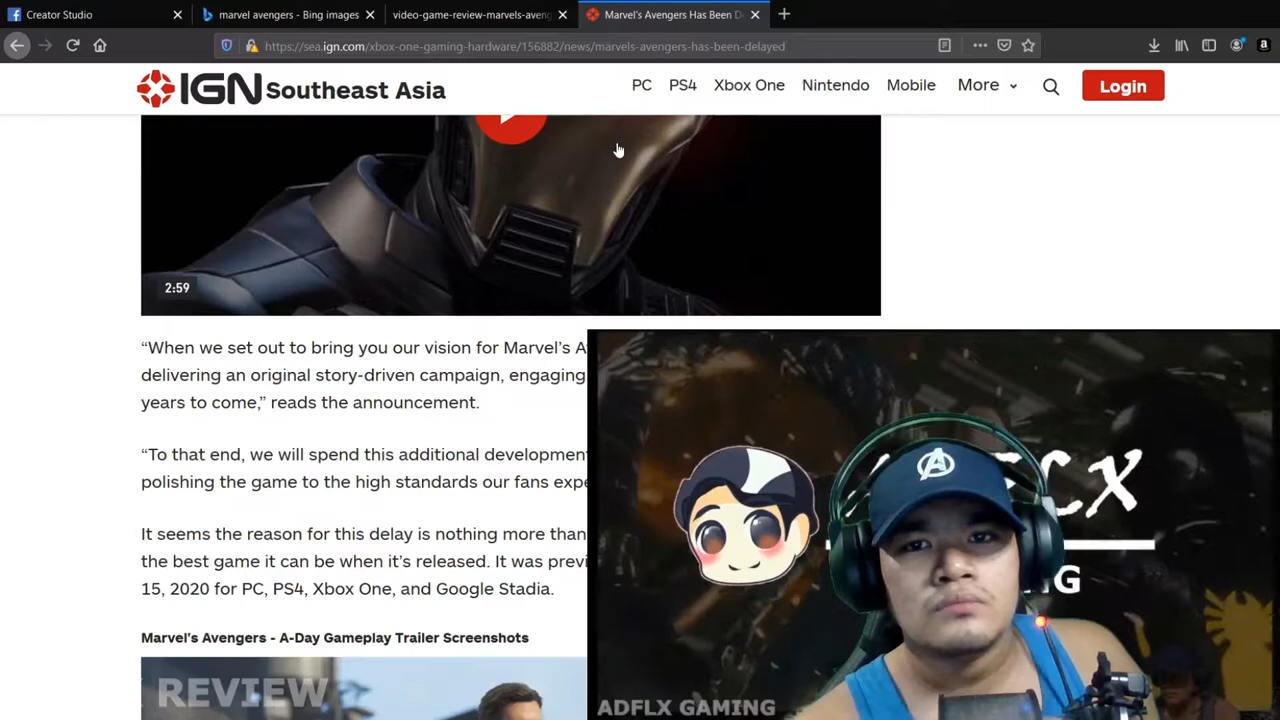 Creator Studio
marvel avengers - Bing images
video-game-review-marvels-aveng
Marvel's Avengers Has Been D
https://sea.ign.com/xbox-one-gaming-hardware/156882/news/marvels-avengers-has-been-delayed
IGN Southeast Asia
PC PS4 Xbox One Nintendo Mobile More
Login
2:59
“When we set out to bring you our vision for Marvel’s A
delivering an original story-driven campaign, engaging
years to come,” reads the announcement.
“To that end, we will spend this additional development
polishing the game to the high standards our fans expe
It seems the reason for this delay is nothing more than
the best game it can be when it’s released. It was previ
15, 2020 for PC, PS4, Xbox One, and Google Stadia.
Marvel's Avengers - A-Day Gameplay Trailer Screenshots
REVIEW
ADFLX GAMING